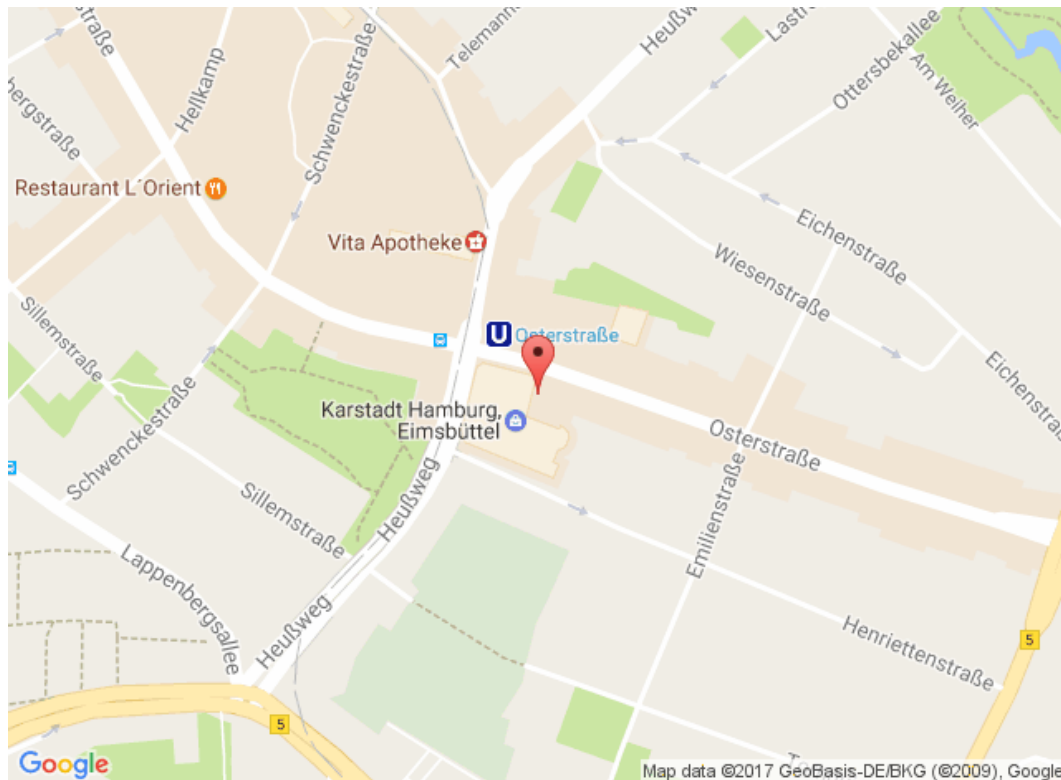 straße
Hellkamp
Schwenckestraße
Telemann
Heußw
Lastr
Ottersbekallee
Am Weiher
bergstraße
Restaurant L´Orient
Vita Apotheke
Eichenstraße
Wiesenstraße
Sillemstraße
U Osterstraße
Eichenstraße
Karstadt Hamburg,
Eimsbüttel
Schwenckestraße
Osterstraße
Heußweg
Sillemstraße
Emilienstraße
Lappenbergsallee
Heußweg
Henriettenstraße
5
5
Google
Map data ©2017 GeoBasis-DE/BKG (©2009), Google